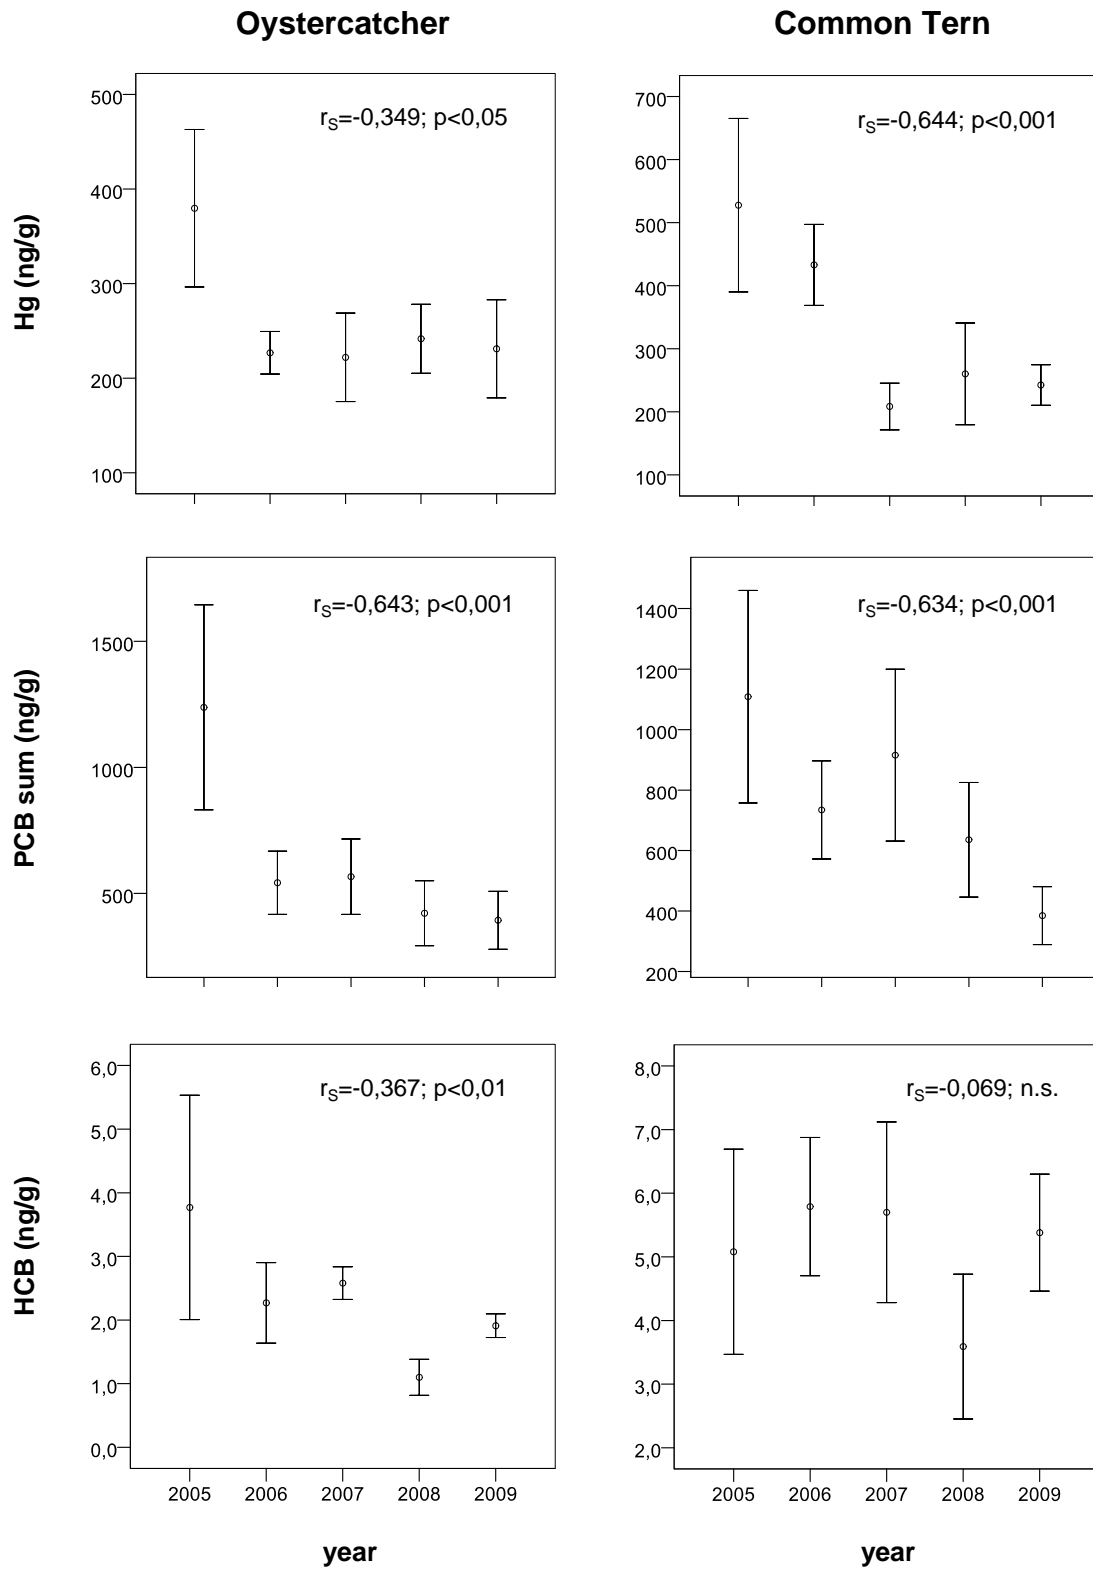 Oystercatcher
Common Tern
Hg (ng/g)
500
400
300
200
100
rS=-0,349; p<0,05
700
600
500
400
300
200
100
rS=-0,644; p<0,001
PCB sum (ng/g)
1500
1000
500
rS=-0,643; p<0,001
1400
1200
1000
800
600
400
200
rS=-0,634; p<0,001
HCB (ng/g)
6,0
5,0
4,0
3,0
2,0
1,0
0,0
rS=-0,367; p<0,01
2005 2006 2007 2008 2009
year
8,0
7,0
6,0
5,0
4,0
3,0
2,0
rS=-0,069; n.s.
2005 2006 2007 2008 2009
year